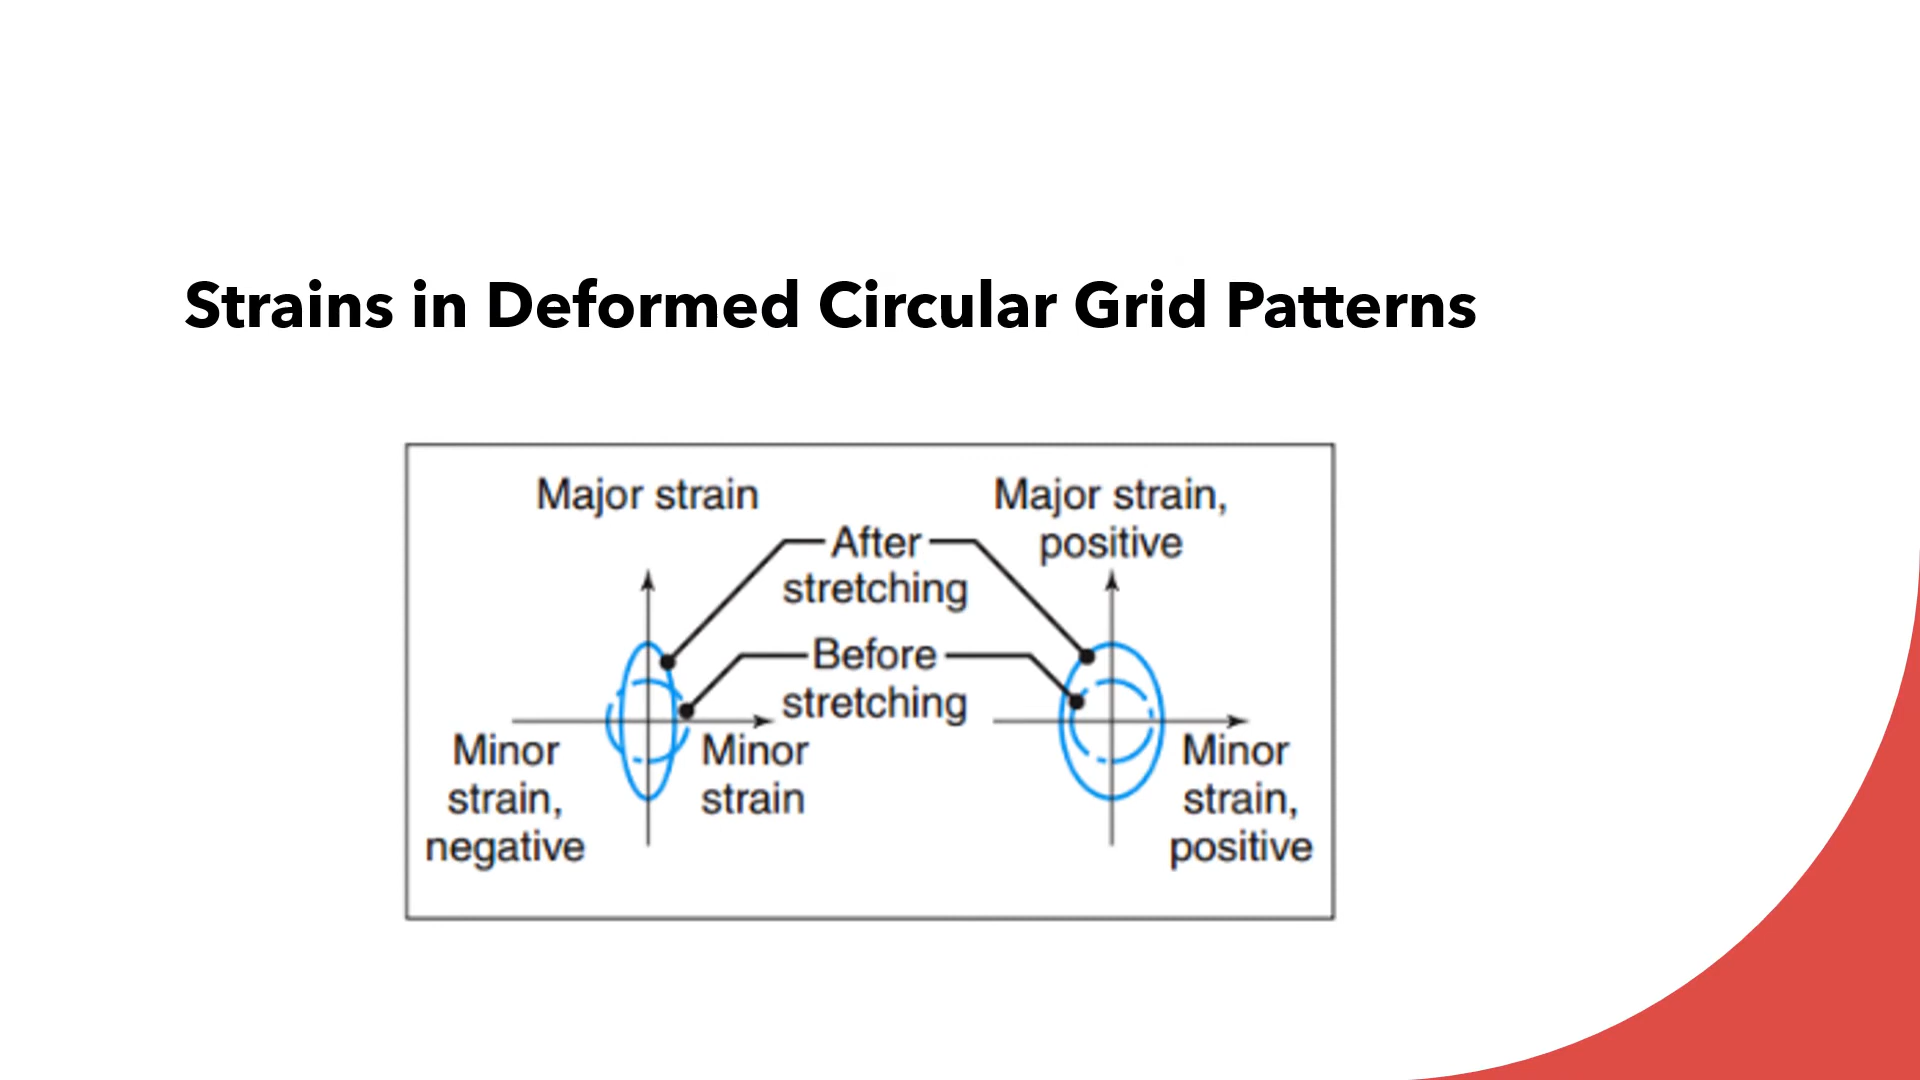 Strains in Deformed Circular Grid Patterns
Major strain
Major strain,
positive
After
stretching
Before
stretching
Minor
strain,
negative
Minor
strain
Minor
strain,
positive